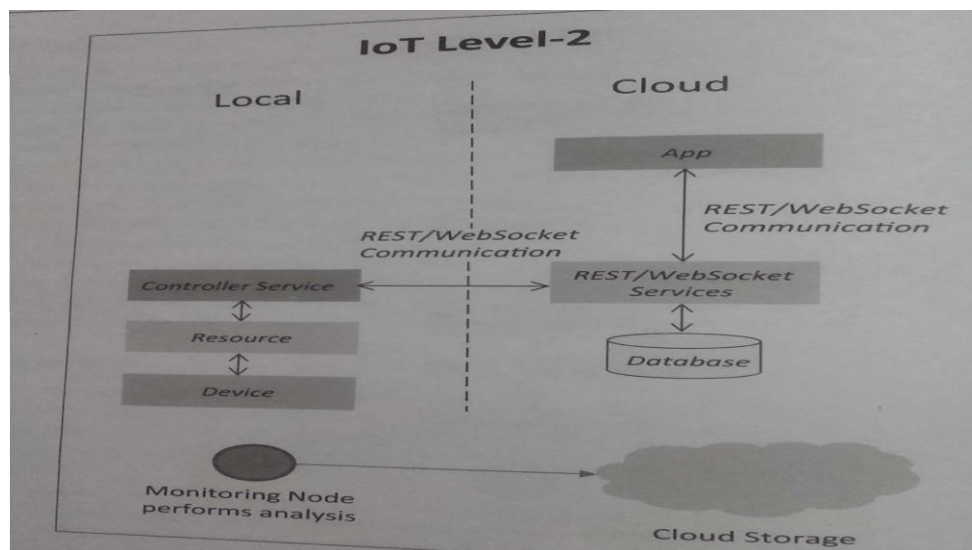 IoT Level-2
Local
Cloud
App
REST/WebSocket
Communication
REST/WebSocket
Communication
Controller Service
REST/WebSocket
Services
Resource
Database
Device
Monitoring Node
performs analysis
Cloud Storage